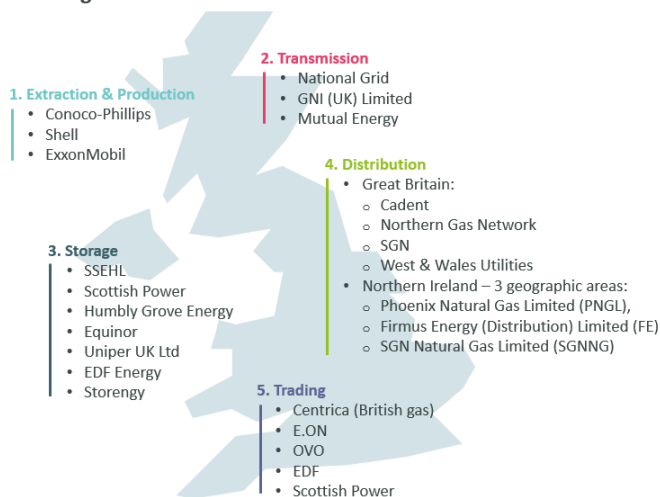 1. Extraction & Production
• Conoco-Phillips
• Shell
• ExxonMobil
2. Transmission
• National Grid
• GNI (UK) Limited
• Mutual Energy
3. Storage
• SSEHL
• Scottish Power
• Humbly Grove Energy
• Equinor
• Uniper UK Ltd
• EDF Energy
• Storengy
4. Distribution
• Great Britain:
o Cadent
o Northern Gas Network
o SGN
o West & Wales Utilities
• Northern Ireland – 3 geographic areas:
o Phoenix Natural Gas Limited (PNGL),
o Firmus Energy (Distribution) Limited (FE)
o SGN Natural Gas Limited (SGNNG)
5. Trading
• Centrica (British gas)
• E.ON
• OVO
• EDF
• Scottish Power